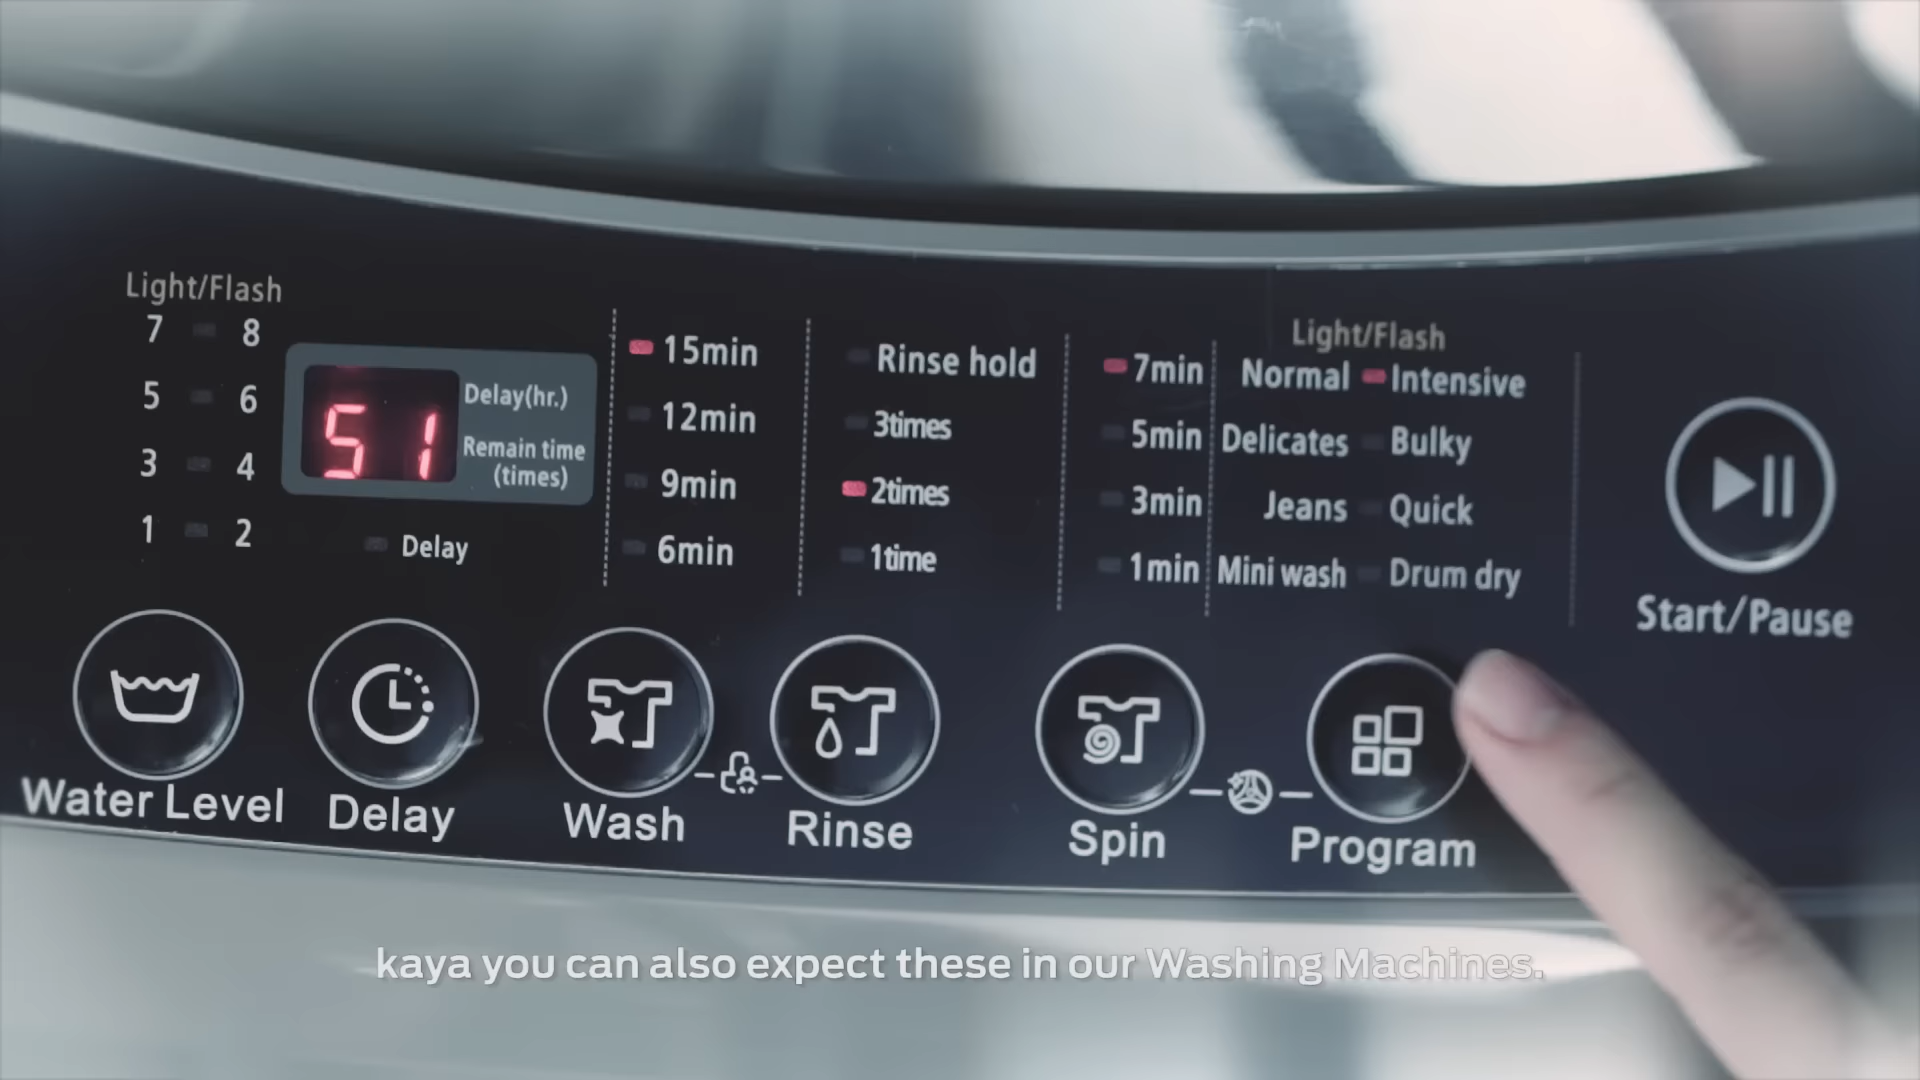 Light/Flash
7 8
5 6
3 4
1 2
51
Delay(hr.)
Remain time
(times)
Delay
15min
12min
9min
6min
Rinse hold
3times
2times
1time
7min
5min
3min
1min
Light/Flash
Normal Intensive
Delicates Bulky
Jeans Quick
Mini wash Drum dry
Start/Pause
Water Level
Delay
Wash
Rinse
Spin
Program
kaya you can also expect these in our Washing Machines.